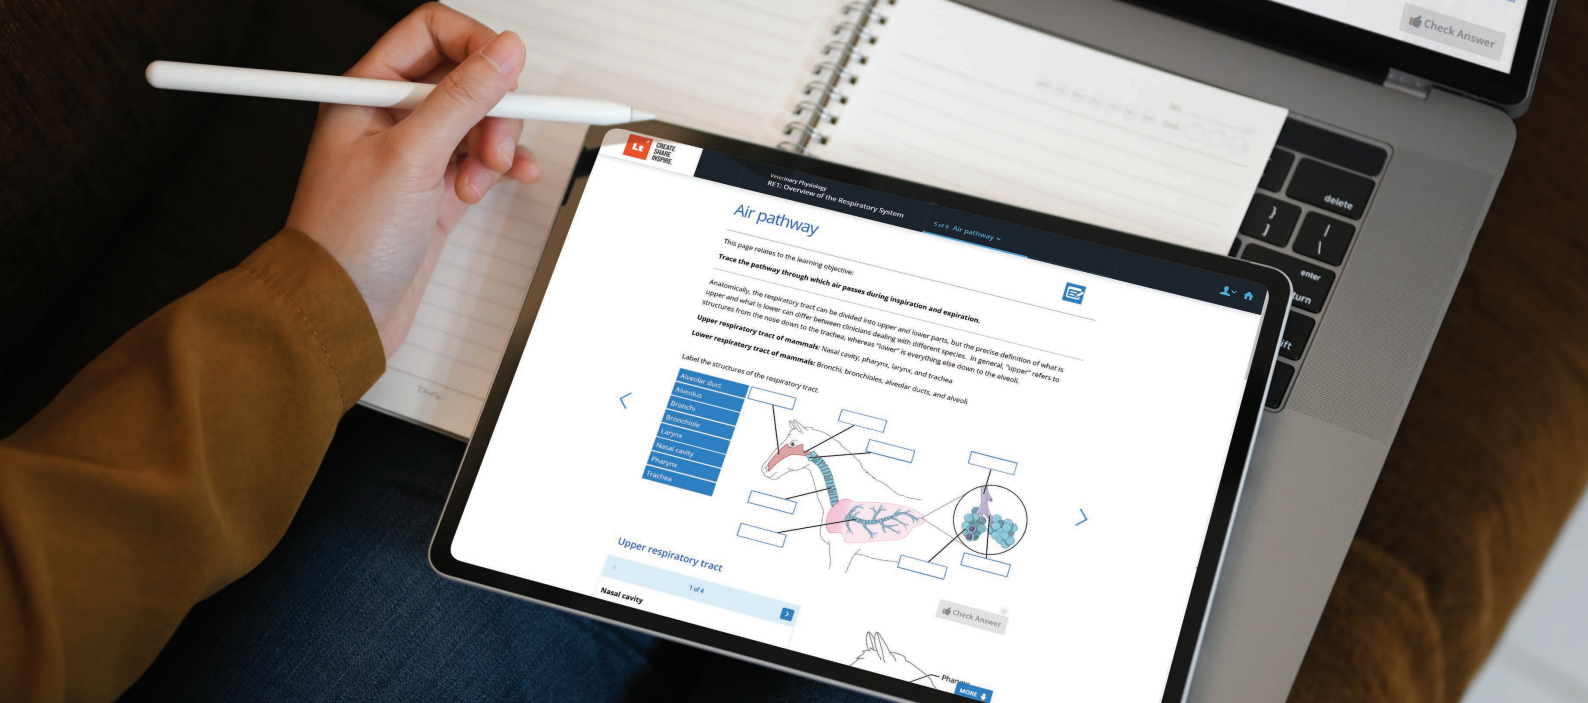 Check Answer
delete
enter
Lt
CREATE
SHARE
INSPIRE
Veterinary Physiology
RE1: Overview of the Respiratory System
5 of 9 Air pathway
Air pathway
This page relates to the learning objective:
Trace the pathway through which air passes during inspiration and expiration.
Anatomically, the respiratory tract can be divided into upper and lower parts, but the precise definition of what is
upper and what is lower can differ between clinicians dealing with different species. In general, "upper" refers to
structures from the nose down to the trachea, whereas "lower" is everything else down to the alveoli.
Upper respiratory tract of mammals: Nasal cavity, pharynx, larynx, and trachea
Lower respiratory tract of mammals: Bronchi, bronchioles, alveolar ducts, and alveoli
Label the structures of the respiratory tract.
Alveolar duct
Alveolus
Bronchi
Bronchiole
Larynx
Nasal cavity
Pharynx
Trachea
Check Answer
Upper respiratory tract
1 of 4
Nasal cavity
Pharynx
MORE